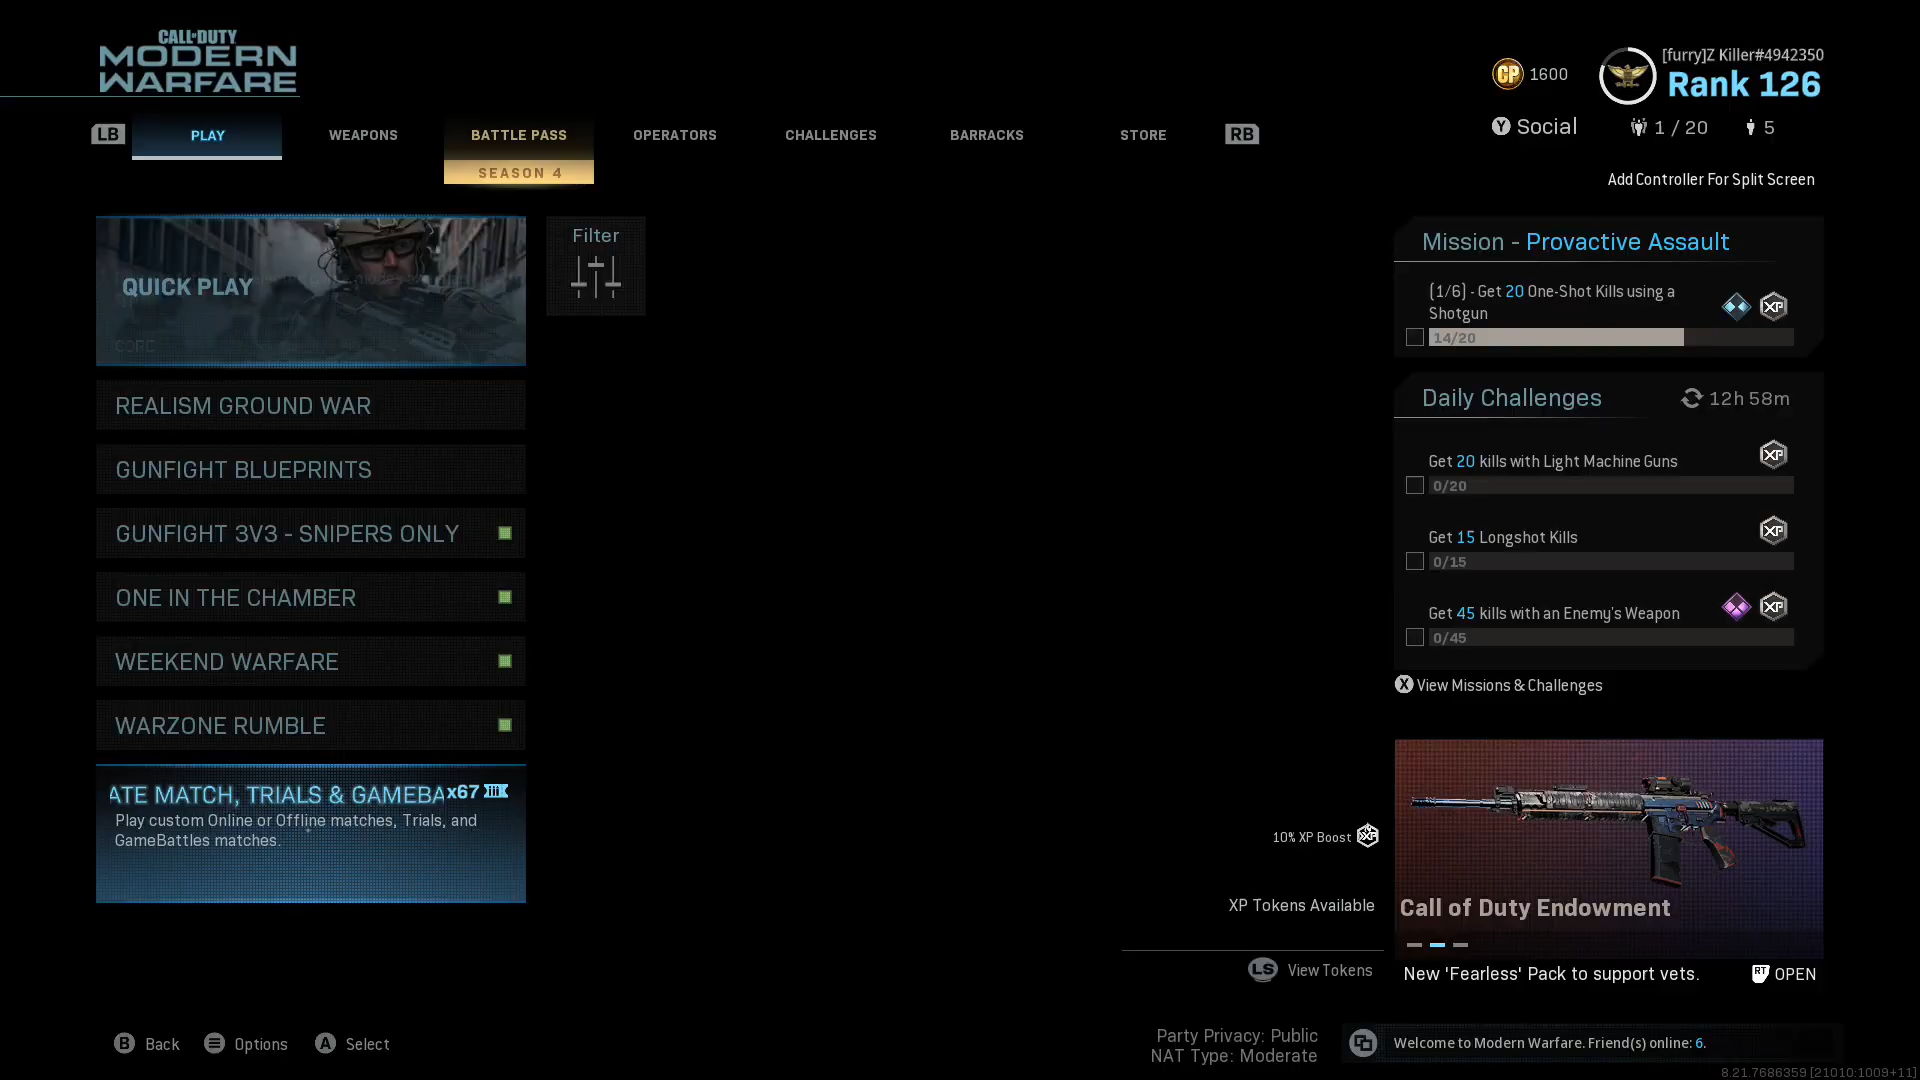 CALL OF DUTY
MODERN
WARFARE
CP 1600
[furry]Z Killer#4942350
Rank 126
LB
PLAY
WEAPONS
BATTLE PASS
SEASON 4
OPERATORS
CHALLENGES
BARRACKS
STORE
RB
Y Social
1 / 20
5
Add Controller For Split Screen
QUICK PLAY
CORE
Filter
REALISM GROUND WAR
GUNFIGHT BLUEPRINTS
GUNFIGHT 3V3 - SNIPERS ONLY
ONE IN THE CHAMBER
WEEKEND WARFARE
WARZONE RUMBLE
ATE MATCH, TRIALS & GAMEBA x67
Play custom Online or Offline matches, Trials, and
GameBattles matches.
Mission - Provactive Assault
(1/6) - Get 20 One-Shot Kills using a
Shotgun
XP
14/20
Daily Challenges
12h 58m
Get 20 kills with Light Machine Guns
XP
0/20
Get 15 Longshot Kills
XP
0/15
Get 45 kills with an Enemy's Weapon
XP
0/45
X View Missions & Challenges
10% XP Boost XP
XP Tokens Available
LS View Tokens
Call of Duty Endowment
New 'Fearless' Pack to support vets.
RT OPEN
B Back
Options
A Select
Party Privacy: Public
NAT Type: Moderate
Welcome to Modern Warfare. Friend(s) online: 6.
8.21.7686359 [21010:1009+11]